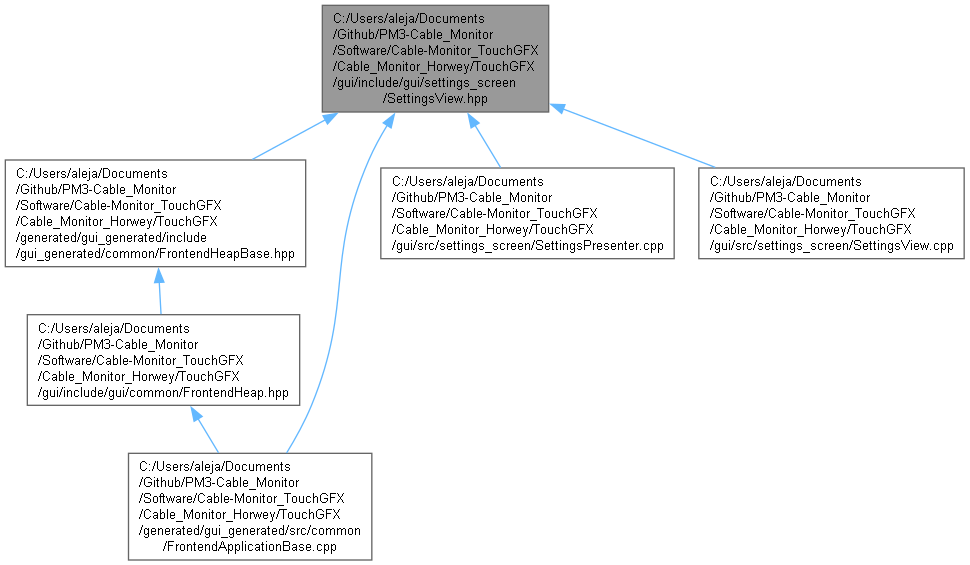 C:/Users/aleja/Documents
/Github/PM3-Cable_Monitor
/Software/Cable-Monitor_TouchGFX
/Cable_Monitor_Horwey/TouchGFX
/gui/include/gui/settings_screen
/SettingsView.hpp
C:/Users/aleja/Documents
/Github/PM3-Cable_Monitor
/Software/Cable-Monitor_TouchGFX
/Cable_Monitor_Horwey/TouchGFX
/generated/gui_generated/include
/gui_generated/common/FrontendHeapBase.hpp
C:/Users/aleja/Documents
/Github/PM3-Cable_Monitor
/Software/Cable-Monitor_TouchGFX
/Cable_Monitor_Horwey/TouchGFX
/gui/src/settings_screen/SettingsPresenter.cpp
C:/Users/aleja/Documents
/Github/PM3-Cable_Monitor
/Software/Cable-Monitor_TouchGFX
/Cable_Monitor_Horwey/TouchGFX
/gui/src/settings_screen/SettingsView.cpp
C:/Users/aleja/Documents
/Github/PM3-Cable_Monitor
/Software/Cable-Monitor_TouchGFX
/Cable_Monitor_Horwey/TouchGFX
/gui/include/gui/common/FrontendHeap.hpp
C:/Users/aleja/Documents
/Github/PM3-Cable_Monitor
/Software/Cable-Monitor_TouchGFX
/Cable_Monitor_Horwey/TouchGFX
/generated/gui_generated/src/common
/FrontendApplicationBase.cpp